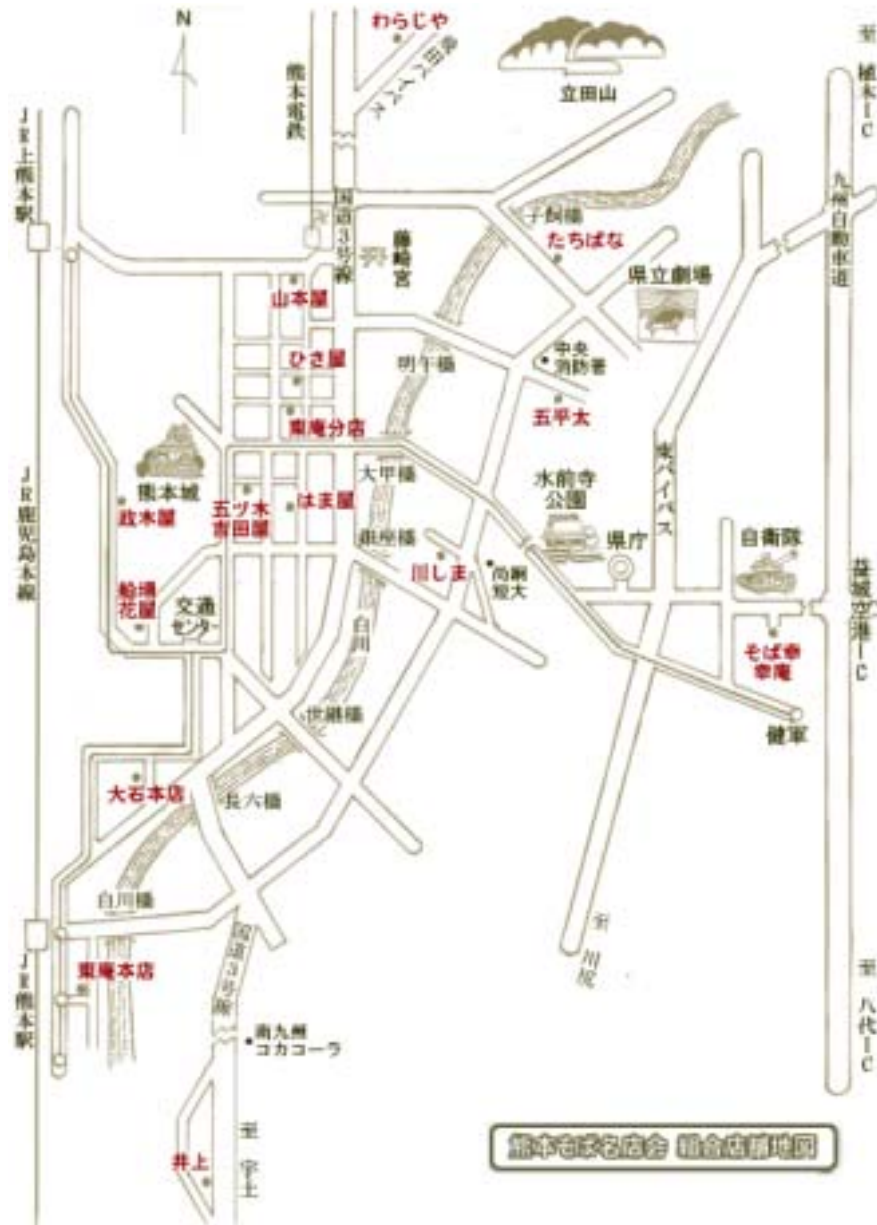 N
わらじや
龍田バイパス
熊本電鉄
立田山
至 植木IC
JR上熊本駅
国道3号線
藤崎宮
子飼橋
たちばな
県立劇場
九州自動車道
山本屋
ひさ屋
明午橋
中央
消防署
五平太
東庵分店
大甲橋
熊本城
政木屋
五ツ木
吉田屋
はま屋
水前寺
公園
東バイパス
銀座橋
川しま
尚絅
短大
県庁
自衛隊
益城空港IC
JR鹿児島本線
船場
花屋
交通
センター
白川
そば幸
幸庵
世継橋
健軍
大石本店
長六橋
白川橋
至 川尻
国道3号線
JR熊本駅
東庵本店
至 八代IC
南九州
コカコーラ
井上
至 宇土
熊本そば名店会 組合店舗地図